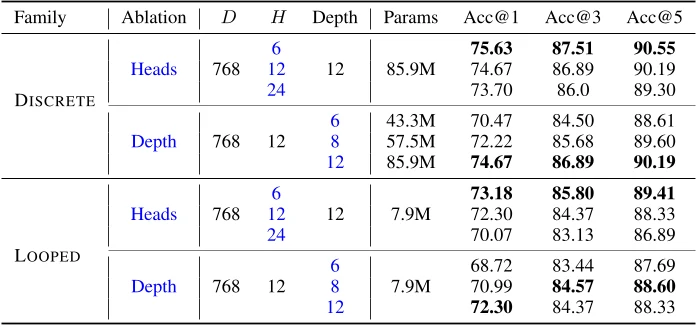 Family Ablation D H Depth Params Acc@1 Acc@3 Acc@5
6 75.63 87.51 90.55
Heads 768 12 12 85.9M 74.67 86.89 90.19
24 73.70 86.0 89.30
DISCRETE
6 43.3M 70.47 84.50 88.61
Depth 768 12 8 57.5M 72.22 85.68 89.60
12 85.9M 74.67 86.89 90.19
6 73.18 85.80 89.41
Heads 768 12 12 7.9M 72.30 84.37 88.33
24 70.07 83.13 86.89
LOOPED
6 68.72 83.44 87.69
Depth 768 12 8 7.9M 70.99 84.57 88.60
12 72.30 84.37 88.33